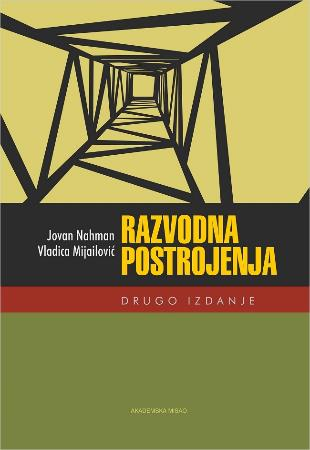 Jovan Nahman
Vladica Mijailović
RAZVODNA
POSTROJENJA
DRUGO IZDANJE
AKADEMSKA MISAO